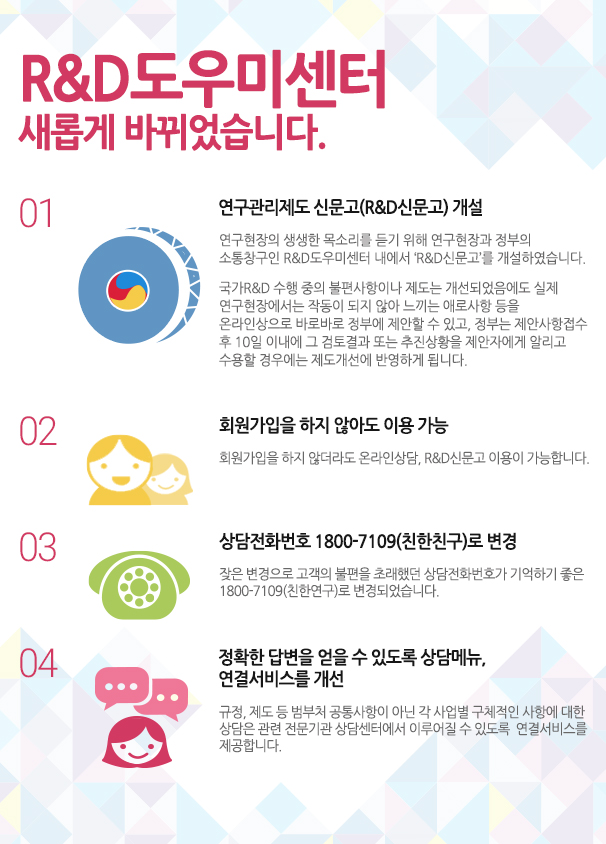 R&D도우미센터
새롭게 바뀌었습니다.
01
연구관리제도 신문고(R&D신문고) 개설
연구현장의 생생한 목소리를 듣기 위해 연구현장과 정부의
소통창구인 R&D도우미센터 내에서 'R&D신문고'를 개설하였습니다.
국가R&D 수행 중의 불편사항이나 제도는 개선되었음에도 실제
연구현장에서는 작동이 되지 않아 느끼는 애로사항 등을
온라인상으로 바로바로 정부에 제안할 수 있고, 정부는 제안사항접수
후 10일 이내에 그 검토결과 또는 추진상황을 제안자에게 알리고
수용할 경우에는 제도개선에 반영하게 됩니다.
02
회원가입을 하지 않아도 이용 가능
회원가입을 하지 않더라도 온라인상담, R&D신문고 이용이 가능합니다.
03
상담전화번호 1800-7109(친한친구)로 변경
잦은 변경으로 고객의 불편을 초래했던 상담전화번호가 기억하기 좋은
1800-7109(친한연구)로 변경되었습니다.
04
정확한 답변을 얻을 수 있도록 상담메뉴,
연결서비스를 개선
규정, 제도 등 범부처 공통사항이 아닌 각 사업별 구체적인 사항에 대한
상담은 관련 전문기관 상담센터에서 이루어질 수 있도록 연결서비스를
제공합니다.